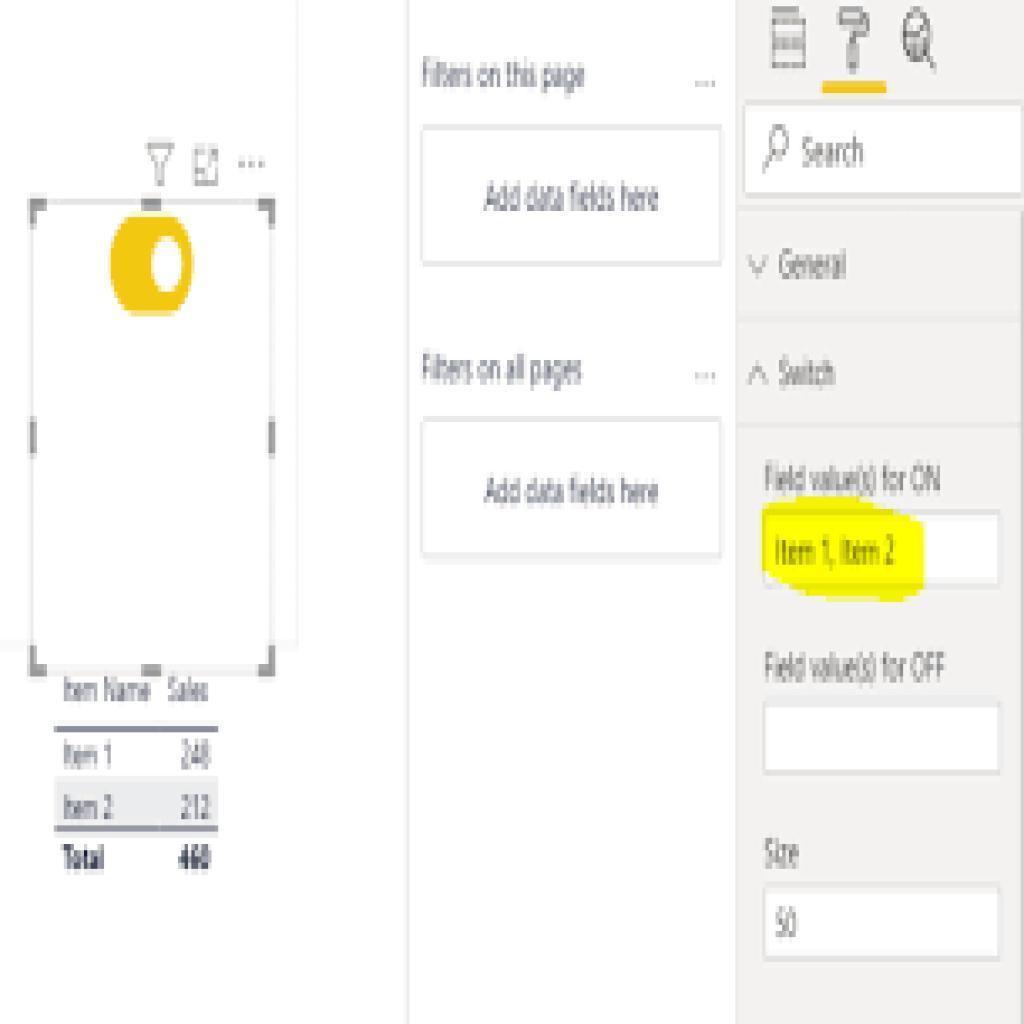 Filters on this page
...
Add data fields here
Filters on all pages
...
Add data fields here
Search
General
Switch
Field value(s) for ON
Item 1, Item 2
Field value(s) for OFF
Size
50
Item Name Sales
Item 1 248
Item 2 212
Total 460